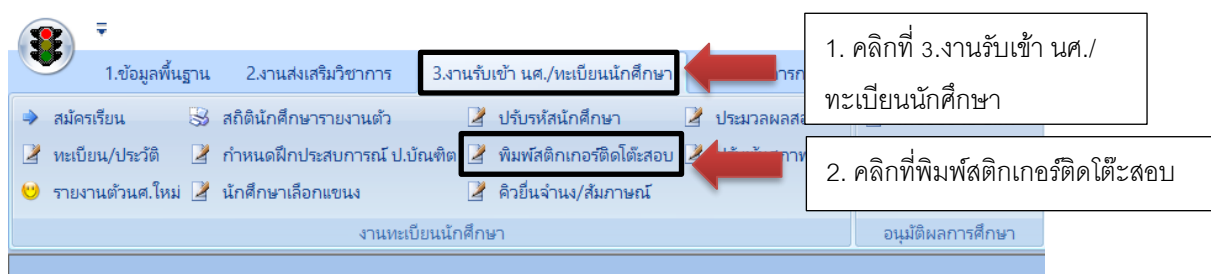 1.ข้อมูลพื้นฐาน 2.งานส่งเสริมวิชาการ 3.งานรับเข้า นศ./ทะเบียนนักศึกษา
1. คลิกที่ 3.งานรับเข้า นศ./
ทะเบียนนักศึกษา
สมัครเรียน สถิตินักศึกษารายงานตัว ปรับรหัสนักศึกษา
ทะเบียน/ประวัติ กำหนดฝึกประสบการณ์ ป.บัณฑิต พิมพ์สติกเกอร์ติดโต๊ะสอบ
2. คลิกที่พิมพ์สติกเกอร์ติดโต๊ะสอบ
รายงานตัวนศ.ใหม่ นักศึกษาเลือกแขนง คิวยื่นจำนง/สัมภาษณ์
งานทะเบียนนักศึกษา อนุมัติผลการศึกษา